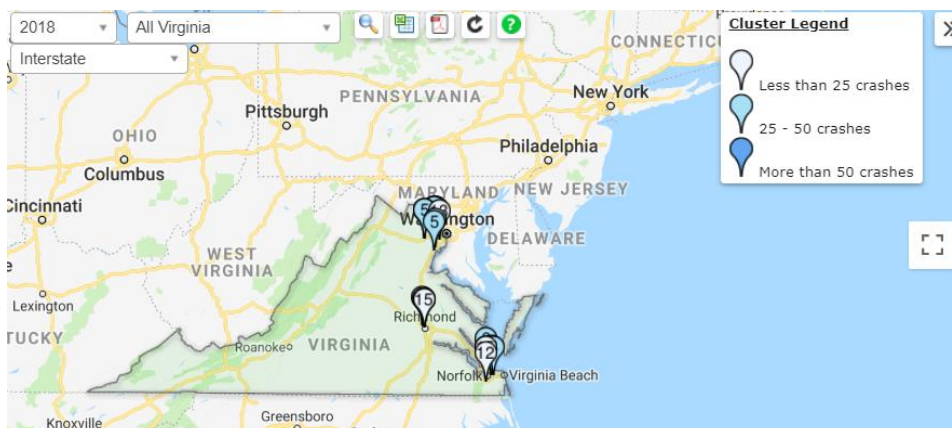 2018
All Virginia
Interstate
Cluster Legend
Less than 25 crashes
25 - 50 crashes
More than 50 crashes
CONNECTICU
New York
PENNSYLVANIA
Pittsburgh
OHIO
Philadelphia
Columbus
MARYLAND
NEW JERSEY
Cincinnati
5
5
DELAWARE
WEST
VIRGINIA
15
Lexington
Richmond
TUCKY
Roanoke
VIRGINIA
12
Norfolk
Virginia Beach
Greensboro
Knoxville